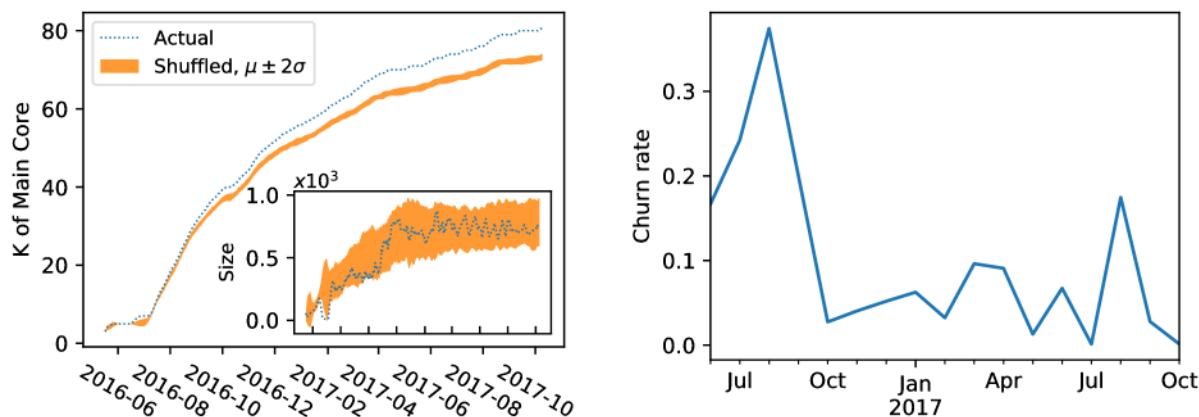 80
60
40
20
0
K of Main Core
Actual
Shuffled, μ ± 2σ
x10³
1.0
0.5
0.0
Size
2016-06
2016-08
2016-10
2016-12
2017-02
2017-04
2017-06
2017-08
2017-10
0.3
0.2
0.1
0.0
Churn rate
Jul
Oct
Jan
2017
Apr
Jul
Oct